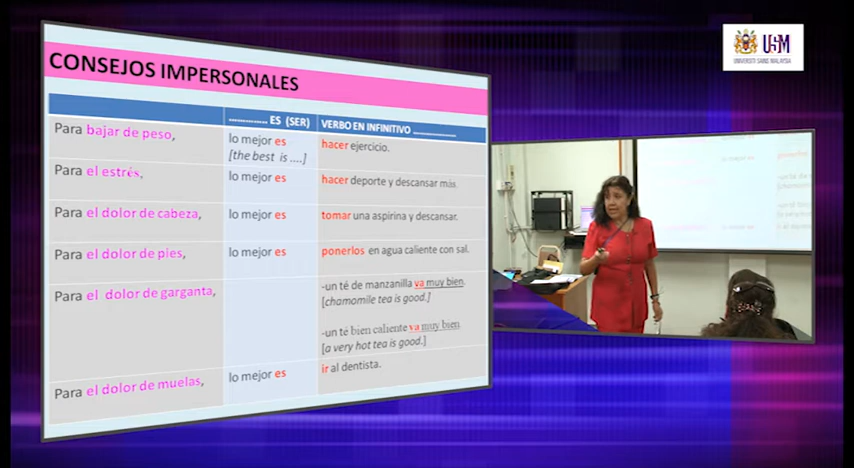 CONSEJOS IMPERSONALES
............. ES (SER) VERBO EN INFINITIVO .....................
Para bajar de peso, lo mejor es hacer ejercicio.
[the best is ....]
Para el estrés, lo mejor es hacer deporte y descansar más.
Para el dolor de cabeza, lo mejor es tomar una aspirina y descansar.
Para el dolor de pies, lo mejor es ponerlos en agua caliente con sal.
Para el dolor de garganta, -un té de manzanilla va muy bien.
[chamomile tea is good.]
-un té bien caliente va muy bien
[a very hot tea is good.]
Para el dolor de muelas, lo mejor es ir al dentista.
USM
UNIVERSITI SAINS MALAYSIA